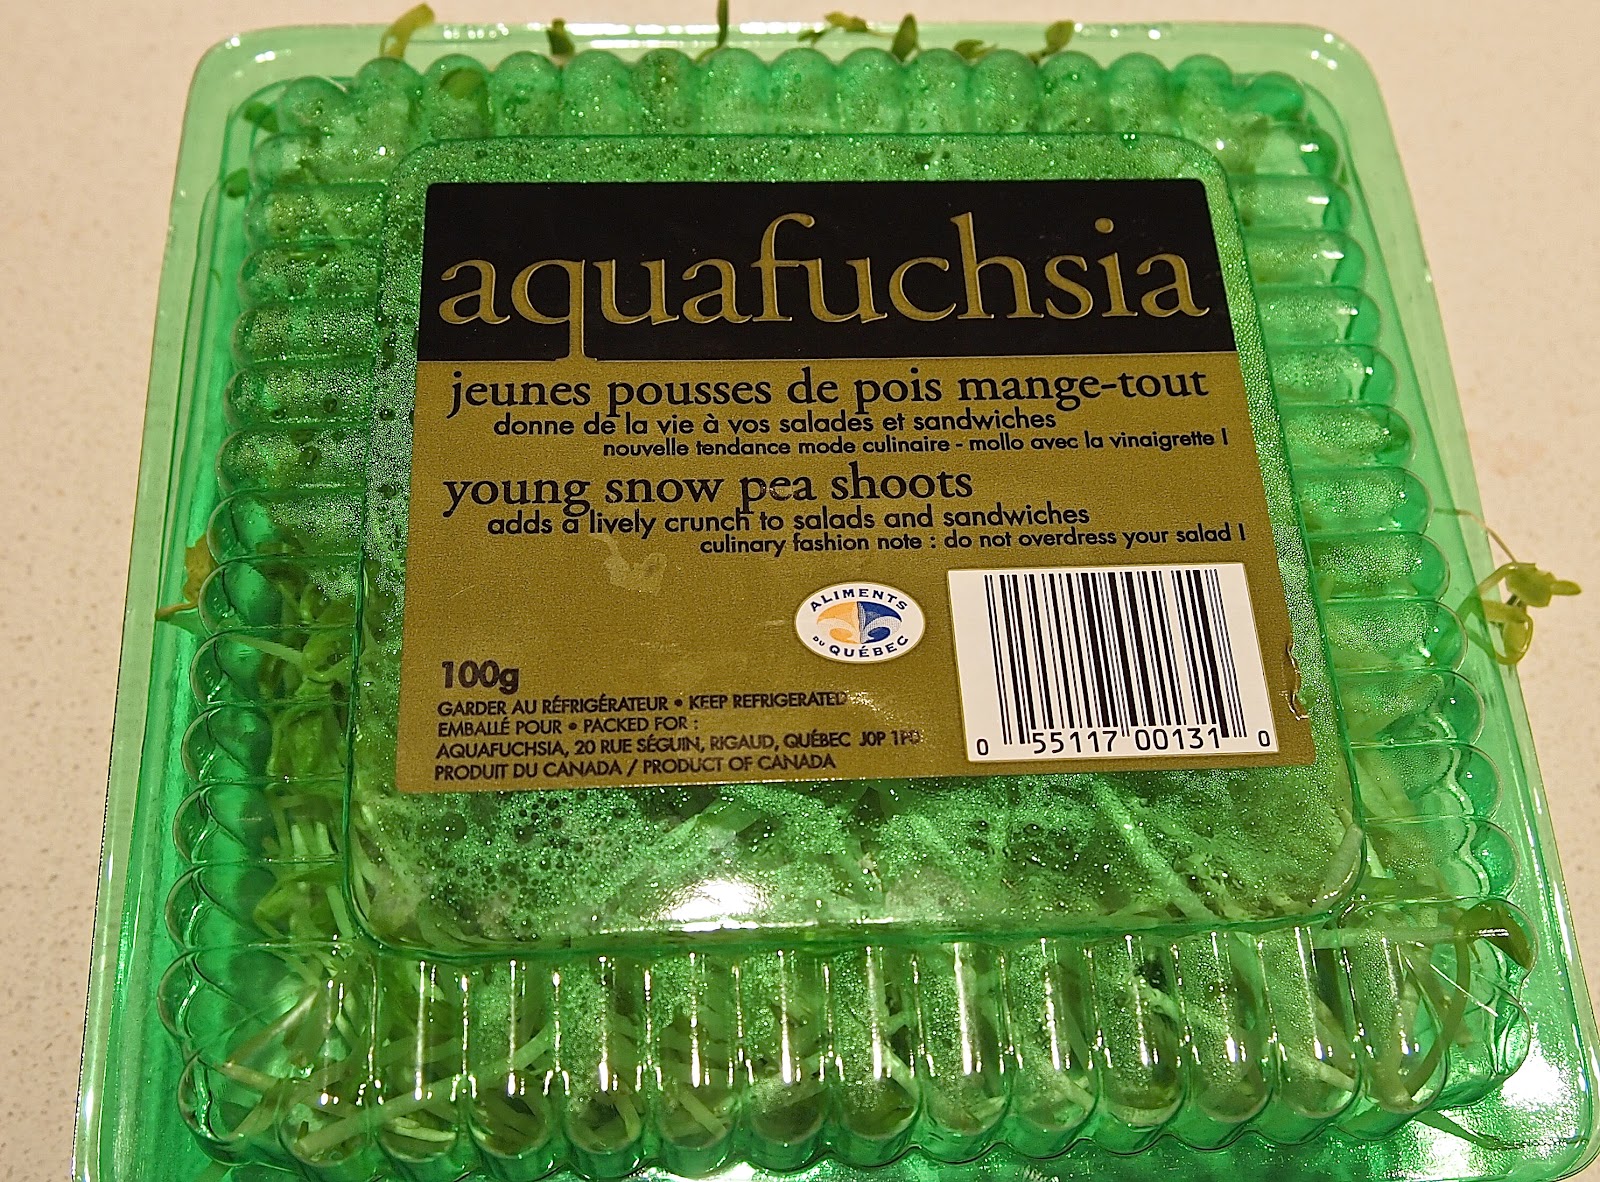 aquafuchsia
jeunes pousses de pois mange-tout
donne de la vie à vos salades et sandwiches
nouvelle tendance mode culinaire - mollo avec la vinaigrette !
young snow pea shoots
adds a lively crunch to salads and sandwiches
culinary fashion note : do not overdress your salad !
ALIMENTS
DU QUÉBEC
100g
GARDER AU RÉFRIGÉRATEUR • KEEP REFRIGERATED
EMBALLÉ POUR • PACKED FOR :
AQUAFUCHSIA, 20 RUE SÉGUIN, RIGAUD, QUÉBEC J0P 1P0
PRODUIT DU CANADA / PRODUCT OF CANADA
0 55117 00131 0